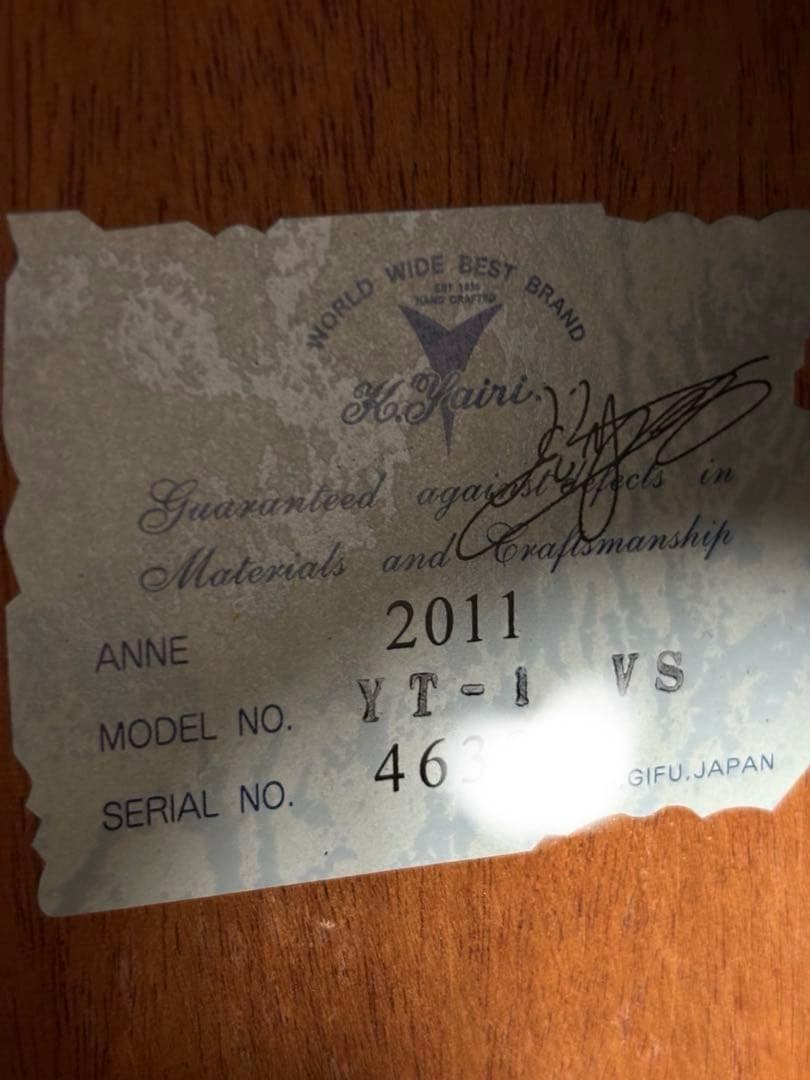 WORLD WIDE BEST BRAND
EST 1935
HAND CRAFTED
K.Yairi.
Guaranteed against defects in
Materials and Craftsmanship
ANNE 2011
MODEL NO. YT-1 VS
SERIAL NO.
GIFU,JAPAN